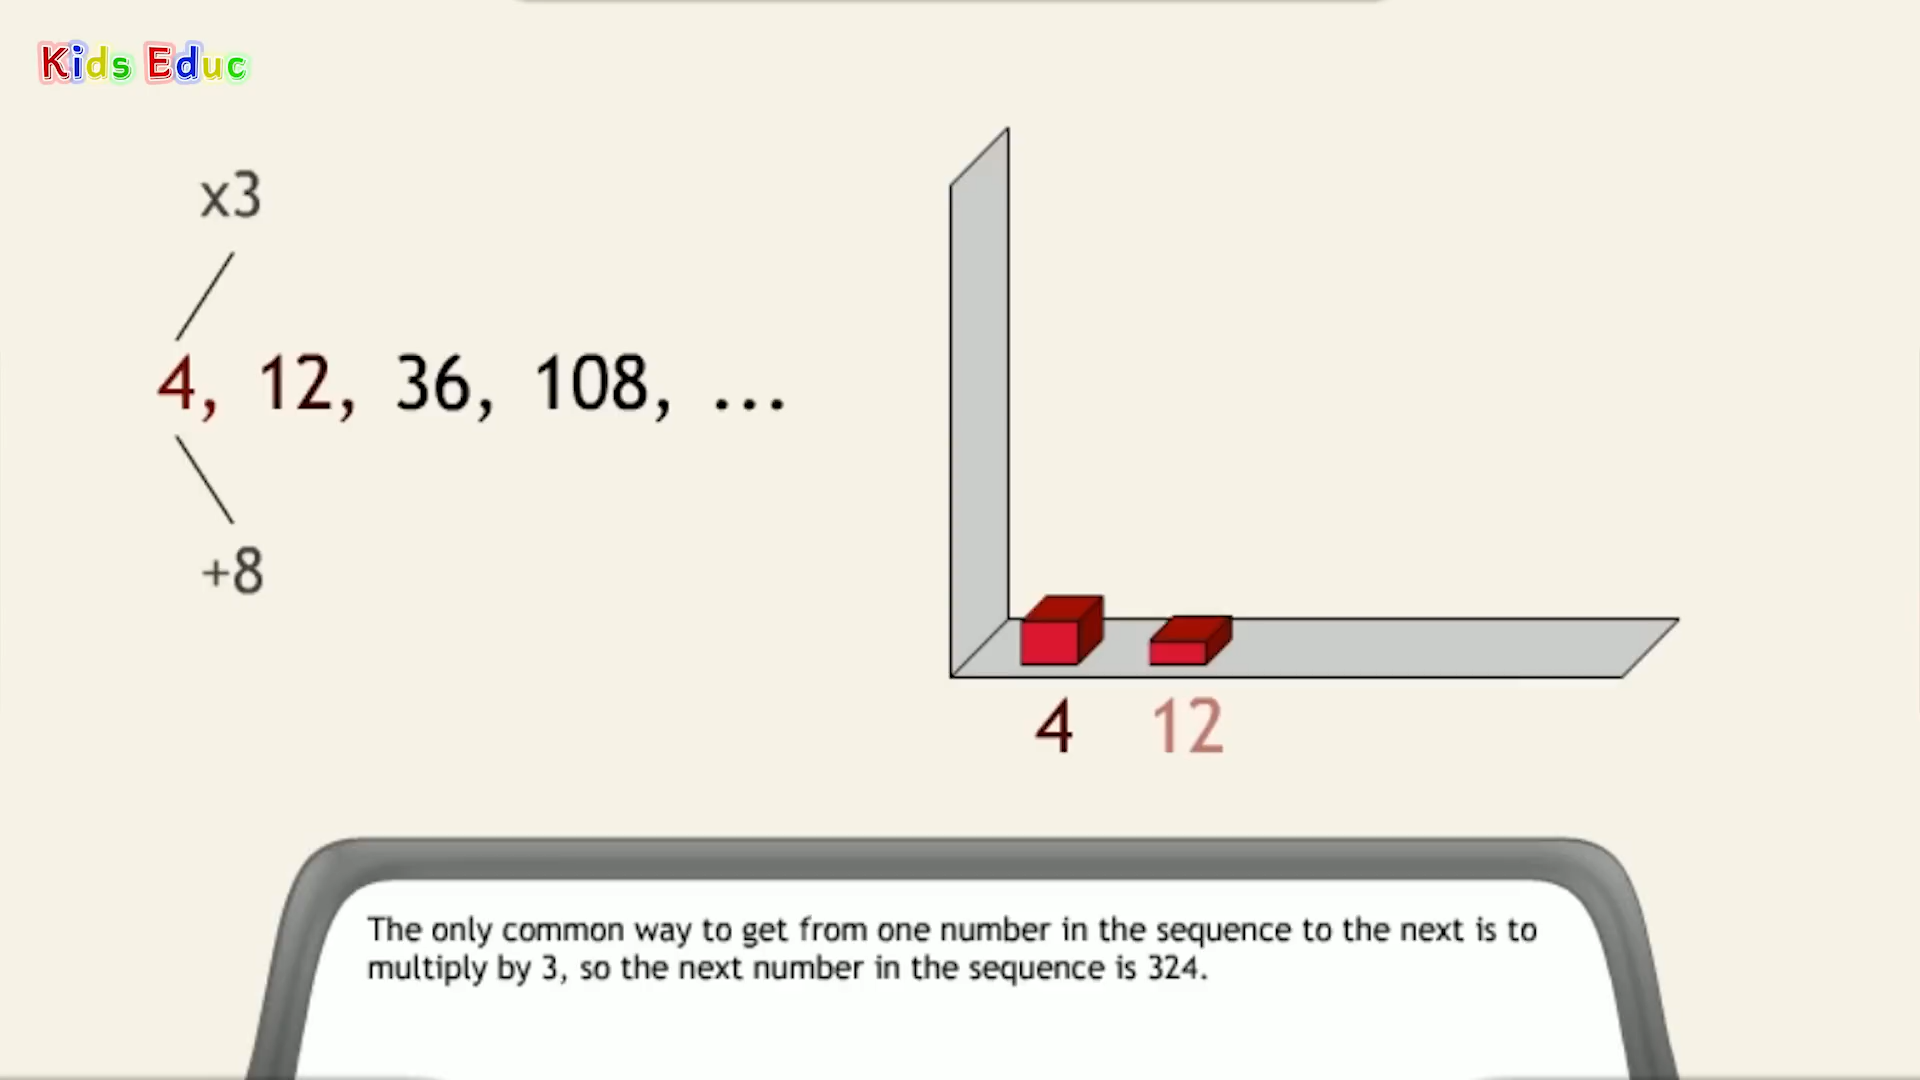 Kids Educ
x3
4, 12, 36, 108, ...
+8
4 12
The only common way to get from one number in the sequence to the next is to
multiply by 3, so the next number in the sequence is 324.